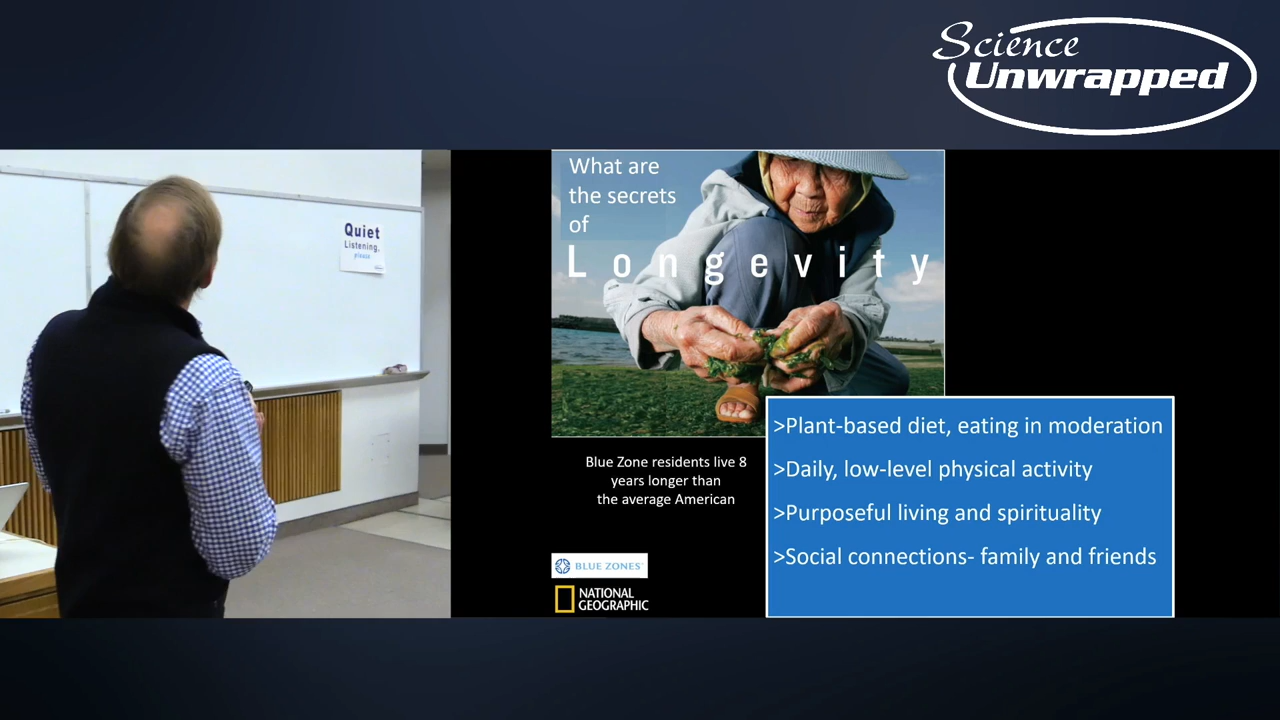 Science
Unwrapped
Quiet
Listening,
please
What are
the secrets
of
Longevity
>Plant-based diet, eating in moderation
>Daily, low-level physical activity
>Purposeful living and spirituality
>Social connections- family and friends
Blue Zone residents live 8
years longer than
the average American
BLUE ZONES
NATIONAL
GEOGRAPHIC